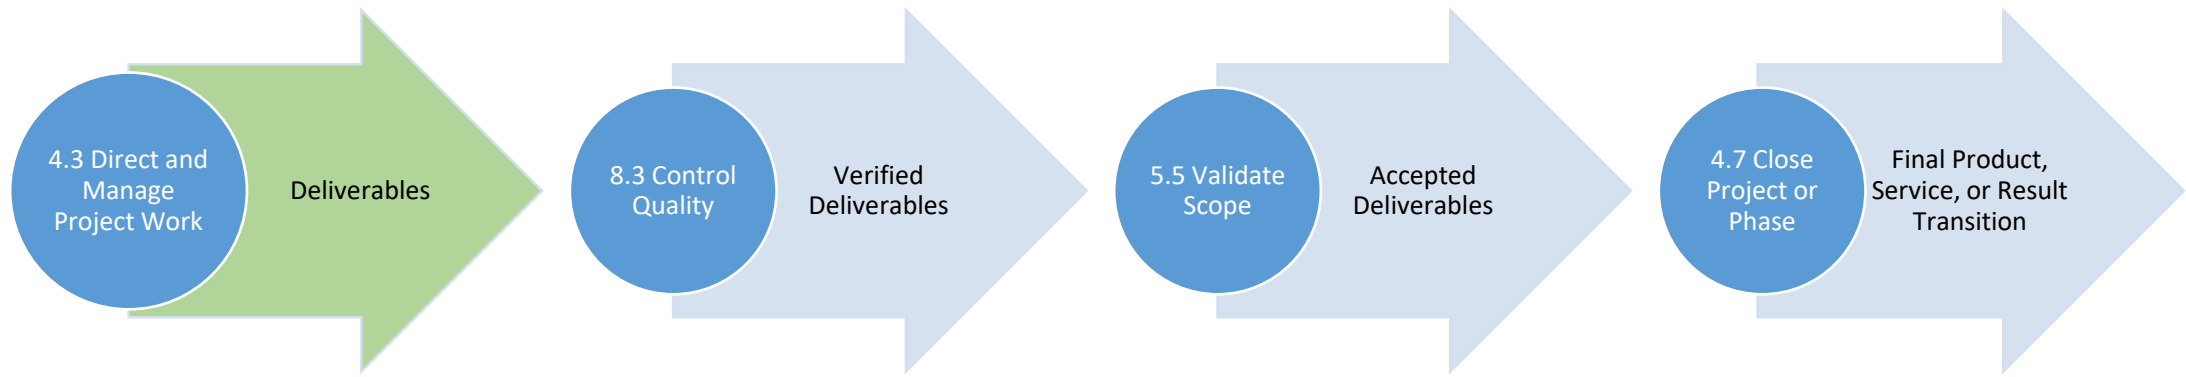 4.3 Direct and
Manage
Project Work
Deliverables
8.3 Control
Quality
Verified
Deliverables
5.5 Validate
Scope
Accepted
Deliverables
4.7 Close
Project or
Phase
Final Product,
Service, or Result
Transition